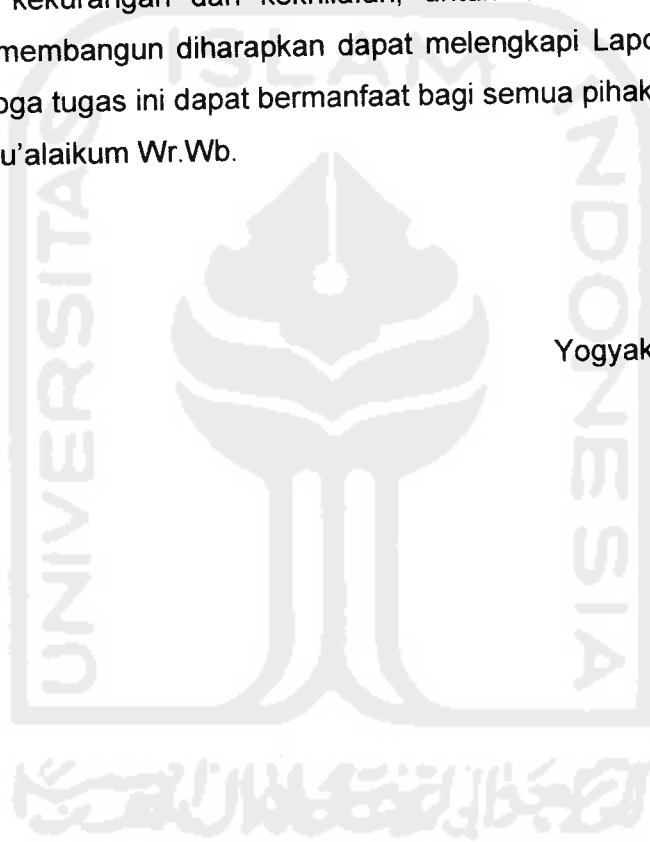 kekurangan dan kekhilafan, untuk
membangun diharapkan dapat melengkapi Lapo
oga tugas ini dapat bermanfaat bagi semua pihak
u'alaikum Wr.Wb.
Yogyak
ISLAM
UNIVERSITAS
INDONESIA